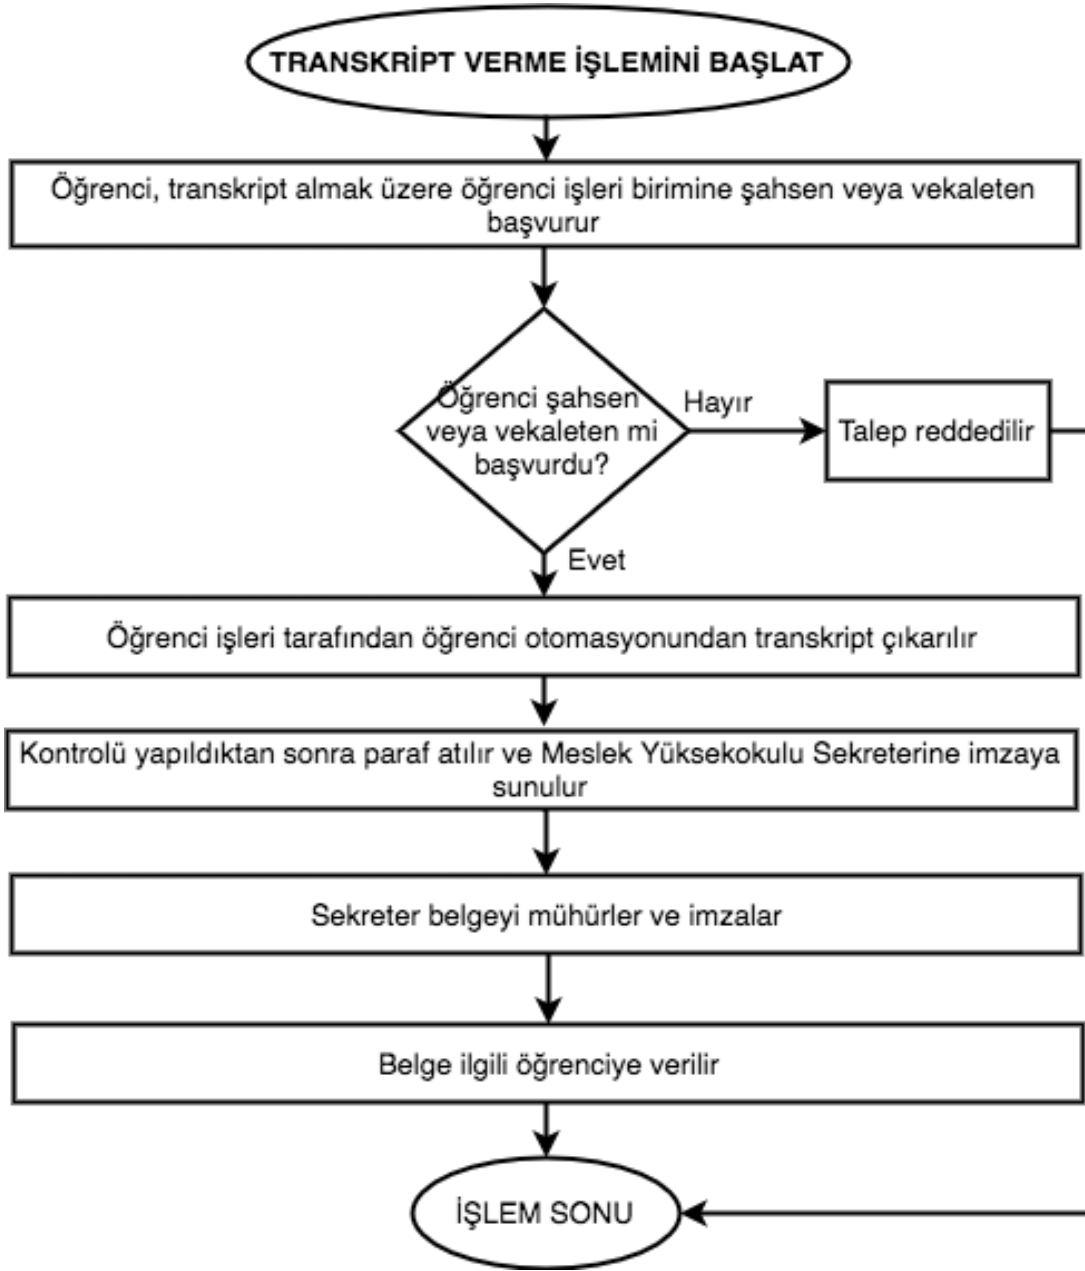 TRANSKRİPT VERME İŞLEMİNİ BAŞLAT
Öğrenci, transkript almak üzere öğrenci işleri birimine şahsen veya vekaleten
başvurur
Öğrenci şahsen
veya vekaleten mi
başvurdu?
Hayır
Talep reddedilir
Evet
Öğrenci işleri tarafından öğrenci otomasyonundan transkript çıkarılır
Kontrolü yapıldıktan sonra paraf atılır ve Meslek Yüksekokulu Sekreterine imzaya
sunulur
Sekreter belgeyi mühürler ve imzalar
Belge ilgili öğrenciye verilir
İŞLEM SONU